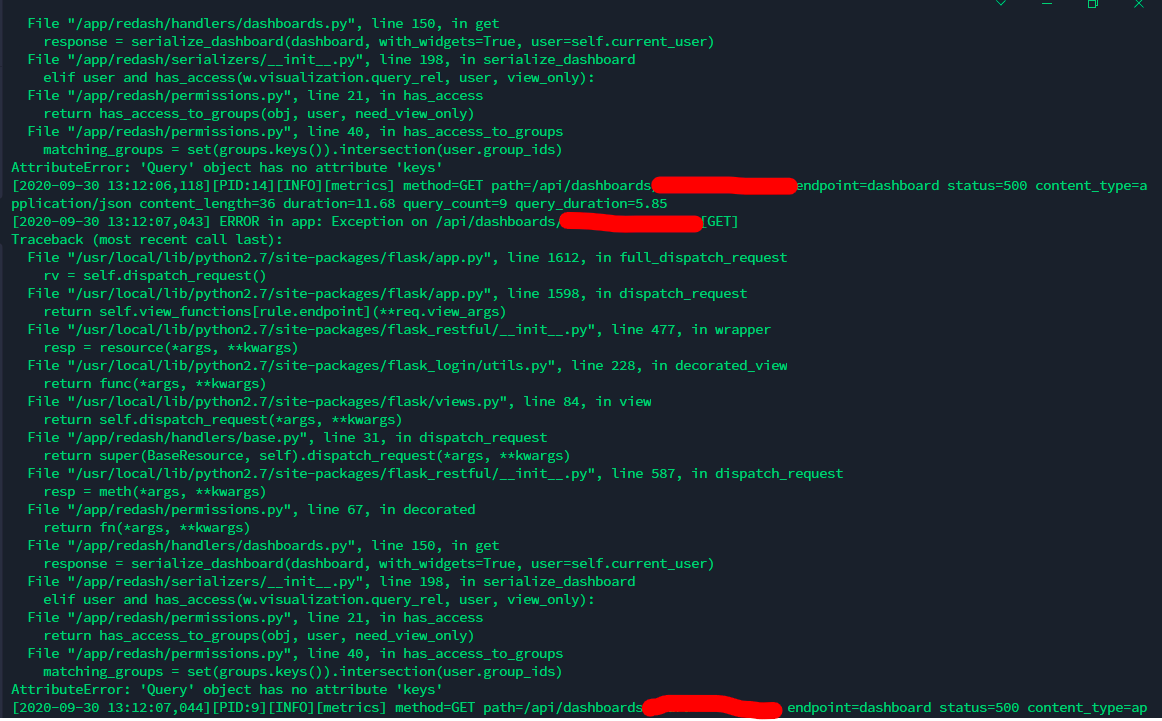 File "/app/redash/handlers/dashboards.py", line 150, in get
response = serialize_dashboard(dashboard, with_widgets=True, user=self.current_user)
File "/app/redash/serializers/__init__.py", line 198, in serialize_dashboard
elif user and has_access(w.visualization.query_rel, user, view_only):
File "/app/redash/permissions.py", line 21, in has_access
return has_access_to_groups(obj, user, need_view_only)
File "/app/redash/permissions.py", line 40, in has_access_to_groups
matching_groups = set(groups.keys()).intersection(user.group_ids)
AttributeError: 'Query' object has no attribute 'keys'
[2020-09-30 13:12:06,118][PID:14][INFO][metrics] method=GET path=/api/dashboards endpoint=dashboard status=500 content_type=a
pplication/json content_length=36 duration=11.68 query_count=9 query_duration=5.85
[2020-09-30 13:12:07,043] ERROR in app: Exception on /api/dashboards/ [GET]
Traceback (most recent call last):
File "/usr/local/lib/python2.7/site-packages/flask/app.py", line 1612, in full_dispatch_request
rv = self.dispatch_request()
File "/usr/local/lib/python2.7/site-packages/flask/app.py", line 1598, in dispatch_request
return self.view_functions[rule.endpoint](**req.view_args)
File "/usr/local/lib/python2.7/site-packages/flask_restful/__init__.py", line 477, in wrapper
resp = resource(*args, **kwargs)
File "/usr/local/lib/python2.7/site-packages/flask_login/utils.py", line 228, in decorated_view
return func(*args, **kwargs)
File "/usr/local/lib/python2.7/site-packages/flask/views.py", line 84, in view
return self.dispatch_request(*args, **kwargs)
File "/app/redash/handlers/base.py", line 31, in dispatch_request
return super(BaseResource, self).dispatch_request(*args, **kwargs)
File "/usr/local/lib/python2.7/site-packages/flask_restful/__init__.py", line 587, in dispatch_request
resp = meth(*args, **kwargs)
File "/app/redash/permissions.py", line 67, in decorated
return fn(*args, **kwargs)
File "/app/redash/handlers/dashboards.py", line 150, in get
response = serialize_dashboard(dashboard, with_widgets=True, user=self.current_user)
File "/app/redash/serializers/__init__.py", line 198, in serialize_dashboard
elif user and has_access(w.visualization.query_rel, user, view_only):
File "/app/redash/permissions.py", line 21, in has_access
return has_access_to_groups(obj, user, need_view_only)
File "/app/redash/permissions.py", line 40, in has_access_to_groups
matching_groups = set(groups.keys()).intersection(user.group_ids)
AttributeError: 'Query' object has no attribute 'keys'
[2020-09-30 13:12:07,044][PID:9][INFO][metrics] method=GET path=/api/dashboards endpoint=dashboard status=500 content_type=ap